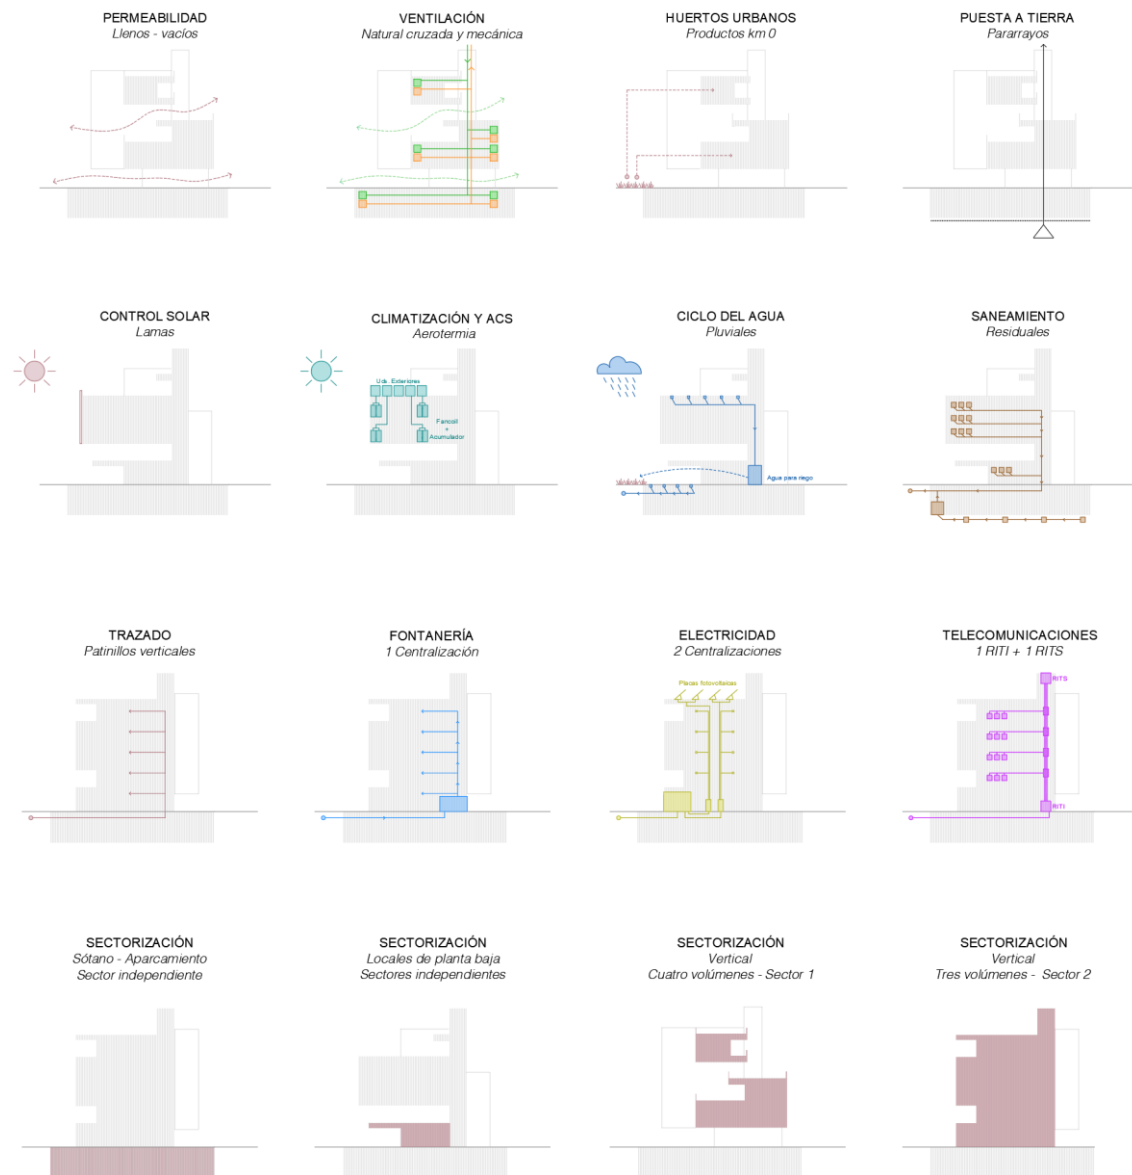 PERMEABILIDAD
Llenos - vacíos
VENTILACIÓN
Natural cruzada y mecánica
HUERTOS URBANOS
Productos km 0
PUESTA A TIERRA
Pararrayos
CONTROL SOLAR
Lamas
CLIMATIZACIÓN Y ACS
Aerotermia
Uds. Exteriores
Fancoil
+
Acumulador
CICLO DEL AGUA
Pluviales
Agua para riego
SANEAMIENTO
Residuales
TRAZADO
Patinillos verticales
FONTANERÍA
1 Centralización
ELECTRICIDAD
2 Centralizaciones
Placas fotovoltaicas
TELECOMUNICACIONES
1 RITI + 1 RITS
RITS
RITI
SECTORIZACIÓN
Sótano - Aparcamiento
Sector independiente
SECTORIZACIÓN
Locales de planta baja
Sectores independientes
SECTORIZACIÓN
Vertical
Cuatro volúmenes - Sector 1
SECTORIZACIÓN
Vertical
Tres volúmenes - Sector 2